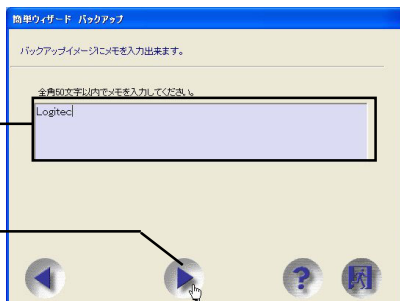 簡単ウィザード バックアップ
バックアップイメージにメモを入力出来ます。
全角50文字以内でメモを入力してください。
Logitec
?